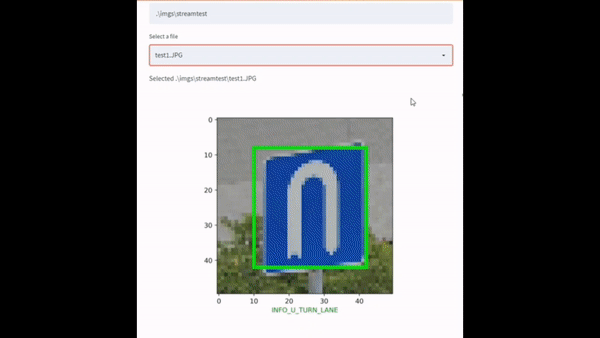 .\imgs\streamtest
Select a file
test1.JPG
Selected .\imgs\streamtest\test1.JPG
0
10
20
30
40
0 10 20 30 40
INFO_U_TURN_LANE